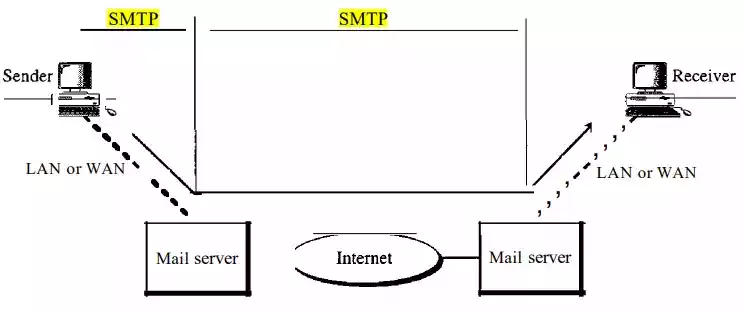 SMTP SMTP
Sender Receiver
LAN or WAN LAN or WAN
Mail server Internet Mail server